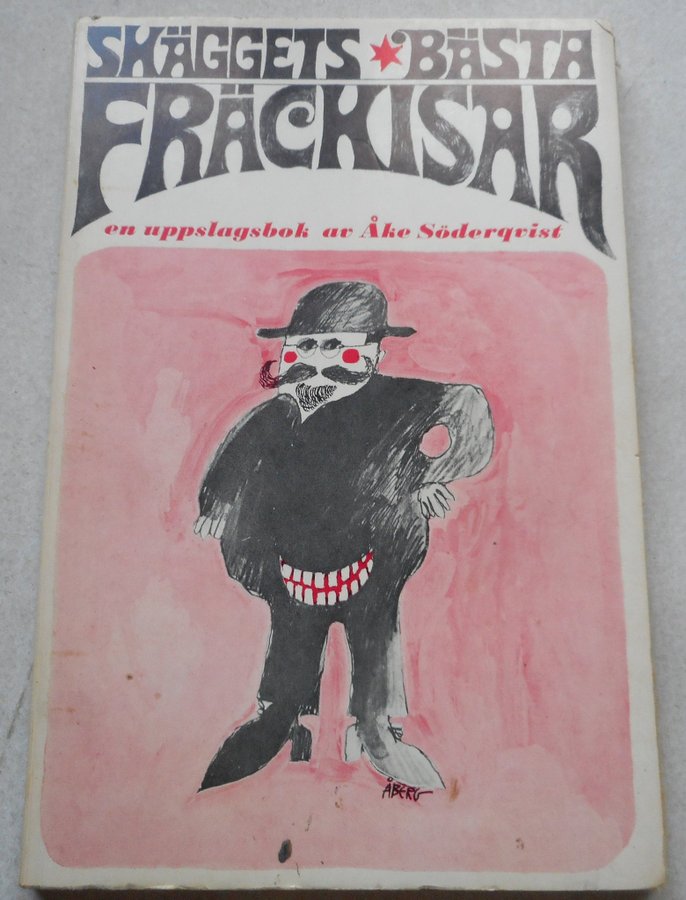 SKÄGGETS ★ BÄSTA
FRÄCKISAR
en uppslagsbok av Åke Söderqvist
ÅBERG